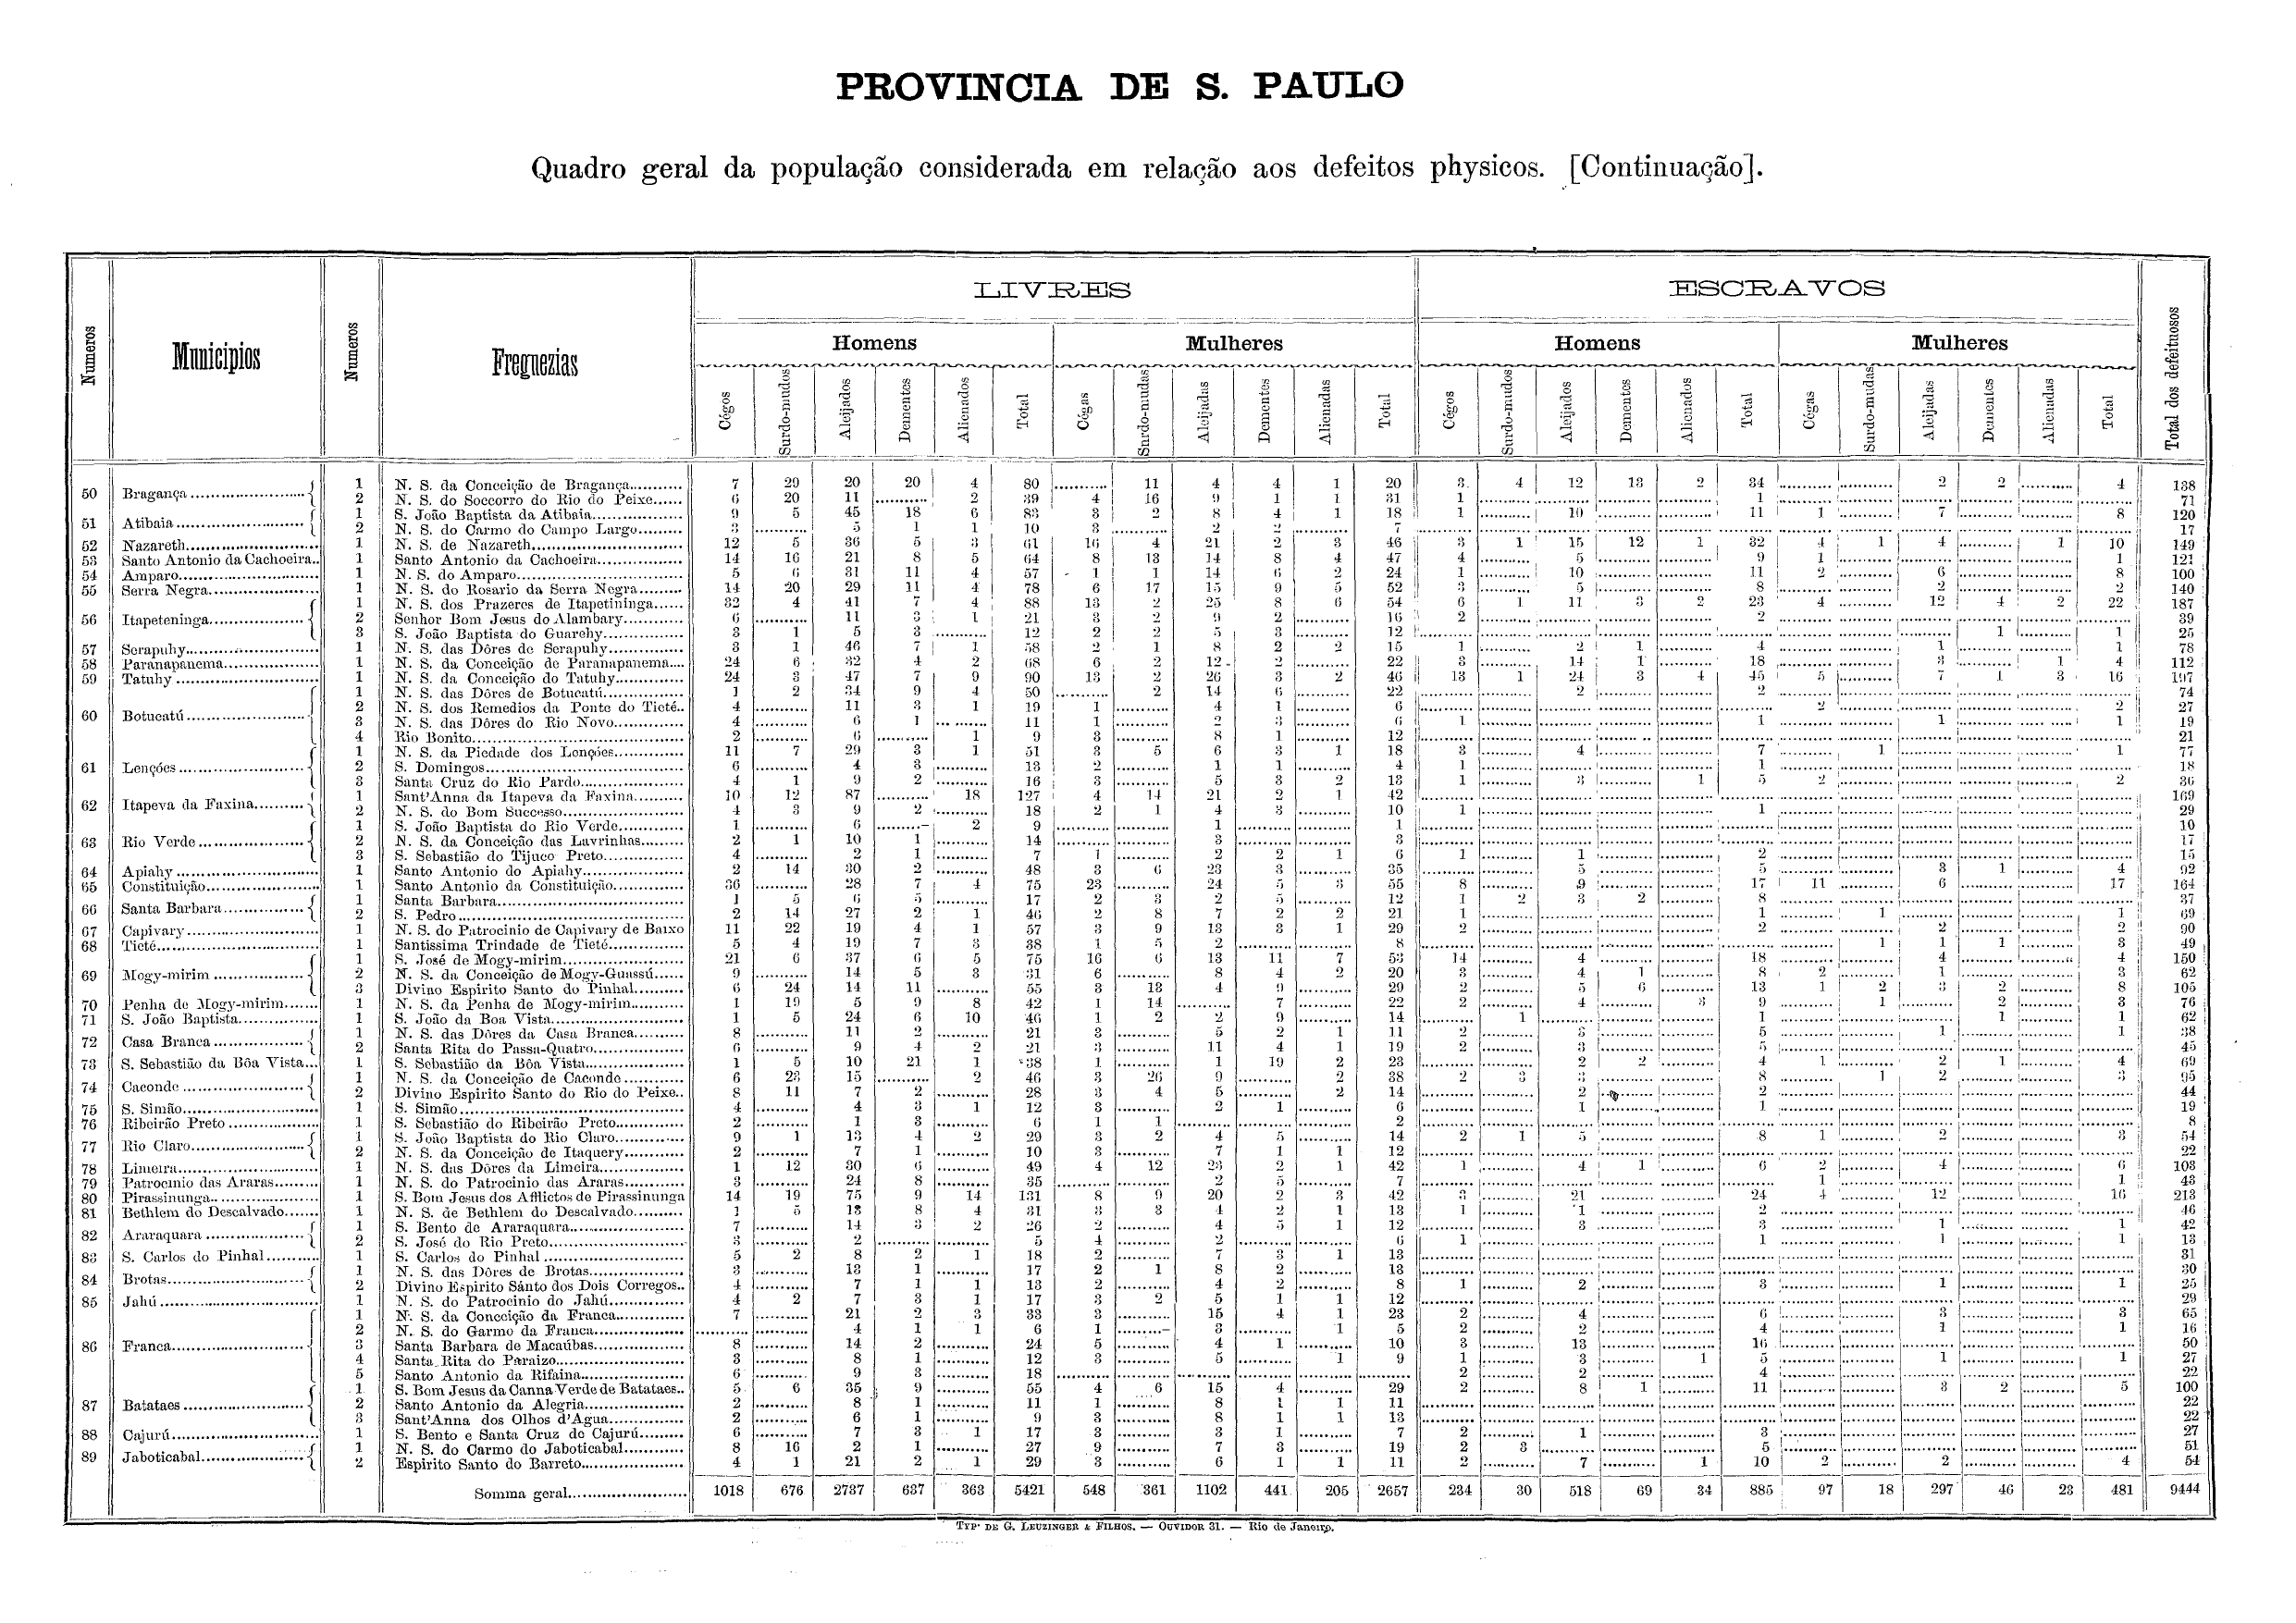 PROVINCIA DE S. PAULO
Quadro geral da população considerada em relação aos defeitos physicos. [Continuação].
Numeros
Municipios
Numeros
Freguezias
LIVRES
ESCRAVOS
Total dos defeituosos
Homens
Mulheres
Homens
Mulheres
Cégos Surdo-mudos Aleijados Dementes Alienados Total Cégas Surdo-mudas Aleijadas Dementes Alienadas Total Cégos Surdo-mudos Aleijados Dementes Alienados Total Cégas Surdo-mudas Aleijadas Dementes Alienadas Total
50 Bragança 1 N. S. da Conceição de Bragança 7 29 20 20 4 80 11 4 4 1 20 3 4 12 13 2 34 2 2 4 138
2 N. S. do Soccorro do Rio do Peixe 6 20 11 2 39 4 16 9 1 1 31 1 1 71
51 Atibaia 1 S. João Baptista da Atibaia 9 5 45 18 6 83 3 2 8 4 1 18 1 10 11 1 7 8 120
2 N. S. do Carmo do Campo Largo 3 5 1 1 10 3 2 2 7 17
52 Nazareth 1 N. S. de Nazareth 12 5 36 5 3 61 16 4 21 2 3 46 3 1 15 12 1 32 4 1 4 1 10 149
53 Santo Antonio da Cachoeira 1 Santo Antonio da Cachoeira 14 16 21 8 5 64 8 13 14 8 4 47 4 5 9 1 1 121
54 Amparo 1 N. S. do Amparo 5 6 31 11 4 57 1 1 14 6 2 24 1 10 11 2 6 8 100
55 Serra Negra 1 N. S. do Rosario da Serra Negra 14 20 29 11 4 78 6 17 15 9 5 52 3 5 8 2 2 140
56 Itapeteninga 1 N. S. dos Prazeres de Itapetininga 32 4 41 7 4 88 13 2 25 8 6 54 6 1 11 3 2 23 4 12 4 2 22 187
2 Senhor Bom Jesus do Alambary 6 11 3 1 21 3 2 9 2 16 2 2 39
3 S. João Baptista do Guarehy 3 1 5 3 12 2 2 5 3 12 1 1 25
57 Serapuhy 1 N. S. das Dôres de Serapuhy 3 1 46 7 1 58 2 1 8 2 2 15 1 2 1 4 1 1 78
58 Paranapanema 1 N. S. da Conceição de Paranapanema 24 6 32 4 2 68 6 2 12 2 22 3 14 1 18 3 1 4 112
59 Tatuhy 1 N. S. da Conceição do Tatuhy 24 3 47 7 9 90 13 2 26 3 2 46 13 1 24 3 4 45 5 7 1 3 16 197
60 Botucatú 1 N. S. das Dôres de Botucatú 1 2 34 9 4 50 2 14 6 22 2 2 74
2 N. S. dos Remedios da Ponte do Tieté 4 11 3 1 19 1 4 1 6 2 2 27
3 N. S. das Dôres do Rio Novo 4 6 1 11 1 2 3 6 1 1 1 1 19
4 Rio Bonito 2 6 1 9 3 8 1 12 21
61 Lençóes 1 N. S. da Piedade dos Lençóes 11 7 29 3 1 51 3 5 6 3 1 18 3 4 7 1 1 77
2 S. Domingos 6 4 3 13 2 1 1 4 1 1 18
3 Santa Cruz do Rio Pardo 4 1 9 2 16 3 5 3 2 13 1 3 1 5 2 2 36
62 Itapeva da Faxina 1 Sant'Anna da Itapeva da Faxina 10 12 87 18 127 4 14 21 2 1 42 169
2 N. S. do Bom Successo 4 3 9 2 18 2 1 4 3 10 1 1 29
63 Rio Verde 1 S. João Baptista do Rio Verde 1 6 2 9 1 1 10
2 N. S. da Conceição das Lavrinhas 2 1 10 1 14 3 3 17
3 S. Sebastião do Tijuco Preto 4 2 1 7 1 2 2 1 6 1 1 2 15
64 Apiahy 1 Santo Antonio do Apiahy 2 14 30 2 48 3 6 23 3 35 5 5 3 1 4 92
65 Constituição 1 Santo Antonio da Constituição 36 28 7 4 75 23 24 5 3 55 8 9 17 11 6 17 164
66 Santa Barbara 1 Santa Barbara 1 5 6 5 17 2 3 2 5 12 1 2 3 2 8 37
2 S. Pedro 2 14 27 2 1 46 2 8 7 2 2 21 1 1 1 1 69
67 Capivary 1 N. S. do Patrocinio de Capivary de Baixo 11 22 19 4 1 57 3 9 13 3 1 29 2 2 2 2 90
68 Tieté 1 Santissima Trindade de Tieté 5 4 19 7 3 38 1 5 2 8 1 1 1 3 49
69 Mogy-mirim 1 S. José de Mogy-mirim 21 6 37 6 5 75 16 6 13 11 7 53 14 4 18 4 4 150
2 N. S. da Conceição de Mogy-Guassú 9 14 5 3 31 6 8 4 2 20 3 4 1 8 2 1 3 62
3 Divino Espirito Santo do Pinhal 6 24 14 11 55 3 13 4 9 29 2 5 6 13 1 2 3 2 8 105
70 Penha de Mogy-mirim 1 N. S. da Penha de Mogy-mirim 1 19 5 9 8 42 1 14 7 22 2 4 3 9 1 2 3 76
71 S. João Baptista 1 S. João da Boa Vista 1 5 24 6 10 46 1 2 2 9 14 1 1 1 1 62
72 Casa Branca 1 N. S. das Dôres da Casa Branca 8 11 2 21 3 5 2 1 11 2 3 5 1 1 38
2 Santa Rita do Passa-Quatro 6 9 4 2 21 3 11 4 1 19 2 3 5 45
73 S. Sebastião da Bôa Vista 1 S. Sebastião da Bôa Vista 1 5 10 21 1 38 1 1 19 2 23 2 2 4 1 2 1 4 69
74 Caconde 1 N. S. da Conceição de Caconde 6 23 15 2 46 3 26 9 2 38 2 3 3 8 1 2 3 95
2 Divino Espirito Santo do Rio do Peixe 8 11 7 2 28 3 4 5 2 14 2 2 44
75 S. Simão 1 S. Simão 4 4 3 1 12 3 2 1 6 1 1 19
76 Ribeirão Preto 1 S. Sebastião do Ribeirão Preto 2 1 3 6 1 1 2 8
77 Rio Claro 1 S. João Baptista do Rio Claro 9 1 13 4 2 29 3 2 4 5 14 2 1 5 8 1 2 3 54
2 N. S. da Conceição de Itaquery 2 7 1 10 3 7 1 1 12 22
78 Limeira 1 N. S. das Dôres da Limeira 1 12 30 6 49 4 12 23 2 1 42 1 4 1 6 2 4 6 103
79 Patrocinio das Araras 1 N. S. do Patrocinio das Araras 3 24 8 35 2 5 7 1 1 43
80 Pirassinunga 1 S. Bom Jesus dos Afflictos de Pirassinunga 14 19 75 9 14 131 8 9 20 2 3 42 3 21 24 4 12 16 213
81 Bethlem do Descalvado 1 N. S. de Bethlem do Descalvado 1 5 13 8 4 31 3 3 4 2 1 13 1 1 2 46
82 Araraquara 1 S. Bento de Araraquara 7 14 3 2 26 2 4 5 1 12 3 3 1 1 42
2 S. José do Rio Preto 3 2 5 4 2 6 1 1 1 1 13
83 S. Carlos do Pinhal 1 S. Carlos do Pinhal 5 2 8 2 1 18 2 7 3 1 13 31
84 Brotas 1 N. S. das Dôres de Brotas 3 13 1 17 2 1 8 2 13 30
2 Divino Espirito Sánto dos Dois Corregos 4 7 1 1 13 2 4 2 8 1 2 3 1 1 25
85 Jahú 1 N. S. do Patrocinio do Jahú 4 2 7 3 1 17 3 2 5 1 1 12 29
86 Franca 1 N. S. da Conceição da Franca 7 21 2 3 33 3 15 4 1 23 2 4 6 3 3 65
2 N. S. do Garmo da Franca 4 1 1 6 1 3 1 5 2 2 4 1 1 16
3 Santa Barbara de Macaúbas 8 14 2 24 5 4 1 10 3 13 16 50
4 Santa Rita do Paraizo 3 8 1 12 3 5 1 9 1 3 1 5 1 1 27
5 Santo Antonio da Rifaina 6 9 3 18 2 2 4 22
87 Batataes 1 S. Bom Jesus da Canna Verde de Batataes 5 6 35 9 55 4 6 15 4 29 2 8 1 11 3 2 5 100
2 Santo Antonio da Alegria 2 8 1 11 1 8 1 1 11 22
3 Sant'Anna dos Olhos d'Agua 2 6 1 9 3 8 1 1 13 22
88 Cajurú 1 S. Bento e Santa Cruz do Cajurú 6 7 3 1 17 3 3 1 7 2 1 3 27
89 Jaboticabal 1 N. S. do Carmo do Jaboticabal 8 16 2 1 27 9 7 3 19 2 3 5 51
2 Espirito Santo do Barreto 4 1 21 2 1 29 3 6 1 1 11 2 7 1 10 2 2 4 54
Somma geral 1018 676 2737 637 363 5421 548 361 1102 441 205 2657 234 30 518 69 34 885 97 18 297 46 23 481 9444
TYP. DE G. LEUZINGER & FILHOS. — OUVIDOR 31. — Rio de Janeiro.